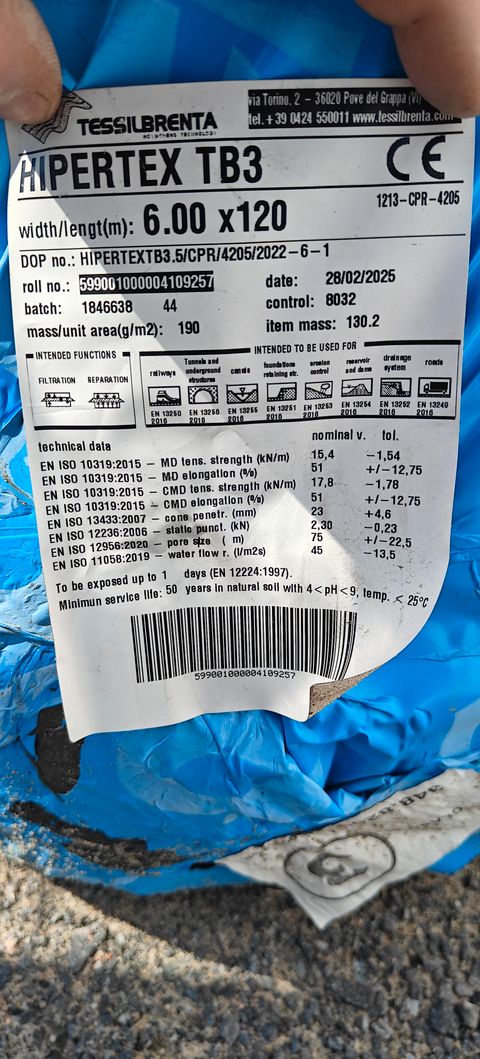 TESSILBRENTA
via Torino, 2 – 36020 Pove del Grappa (VI)
tel. +39 0424 550011 www.tessilbrenta.com
HIPERTEX TB3
CE
1213-CPR-4205
width/lengt(m): 6.00 x120
DOP no.: HIPERTEXTB3.5/CPR/4205/2022-6-1
roll no.: 599001000004109257
date: 28/02/2025
batch: 1846638 44
control: 8032
mass/unit area(g/m2): 190
item mass: 130.2
INTENDED FUNCTIONS
FILTRATION SEPARATION
INTENDED TO BE USED FOR
railways
Tunnels and underground structures
canals
foundations retaining str.
erosion control
reservoir and dams
drainage system
roads
EN 13250 2016
EN 13256 2016
EN 13255 2016
EN 13251 2016
EN 13253 2016
EN 13254 2016
EN 13252 2016
EN 13249 2016
technical data nominal v. tol.
EN ISO 10319:2015 – MD tens. strength (kN/m) 15,4 -1,54
EN ISO 10319:2015 – MD elongation (%) 51 +/-12,75
EN ISO 10319:2015 – CMD tens. strength (kN/m) 17,8 -1,78
EN ISO 10319:2015 – CMD elongation (%) 51 +/-12,75
EN ISO 13433:2007 – cone penetr. (mm) 23 +4,6
EN ISO 12236:2006 – static punct. (kN) 2,30 -0,23
EN ISO 12956:2020 – pore size ( m) 75 +/-22,5
EN ISO 11058:2019 – water flow r. (l/m2s) 45 -13,5
To be exposed up to 1 days (EN 12224:1997).
Minimun service life: 50 years in natural soil with 4<pH<9, temp. < 25°C
599001000004109257